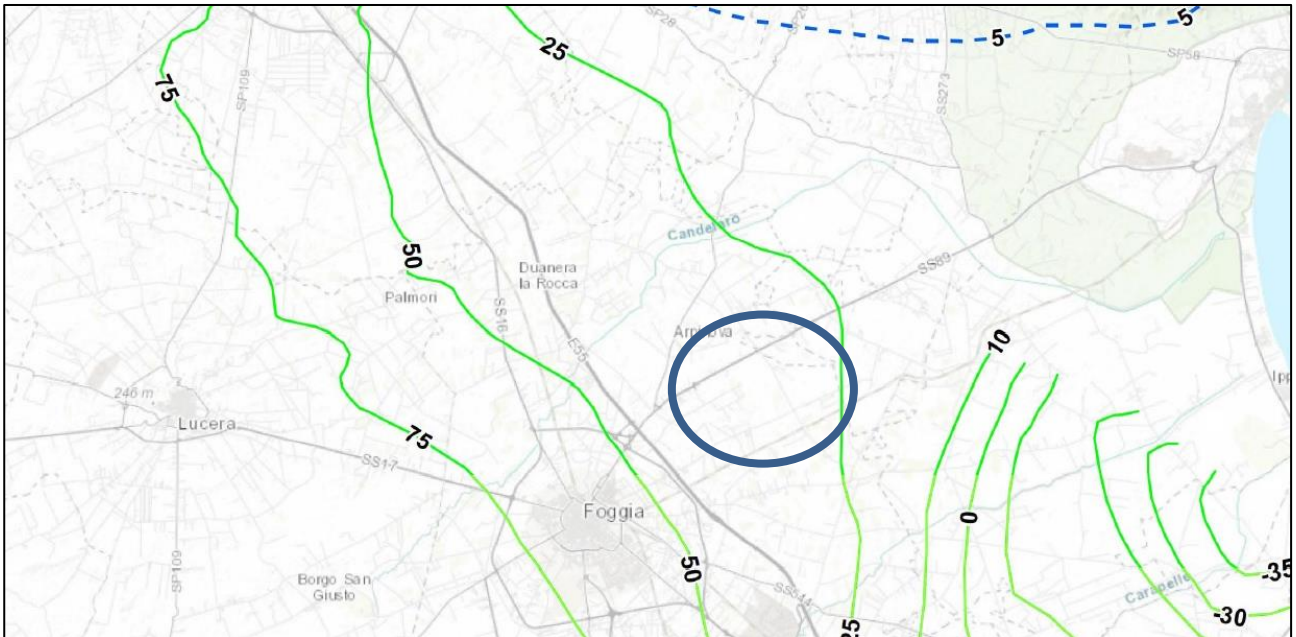 SP28
5
25
5
SP58
75
SP109
SS273
Candelaro
50
SS89
Duanera
la Rocca
Palmori
SS16
Arpinova
10
E55
246 m
Lucera
75
SS17
Foggia
0
SP109
50
Borgo San
Giusto
SS544
Carapelle
-35
-30
25